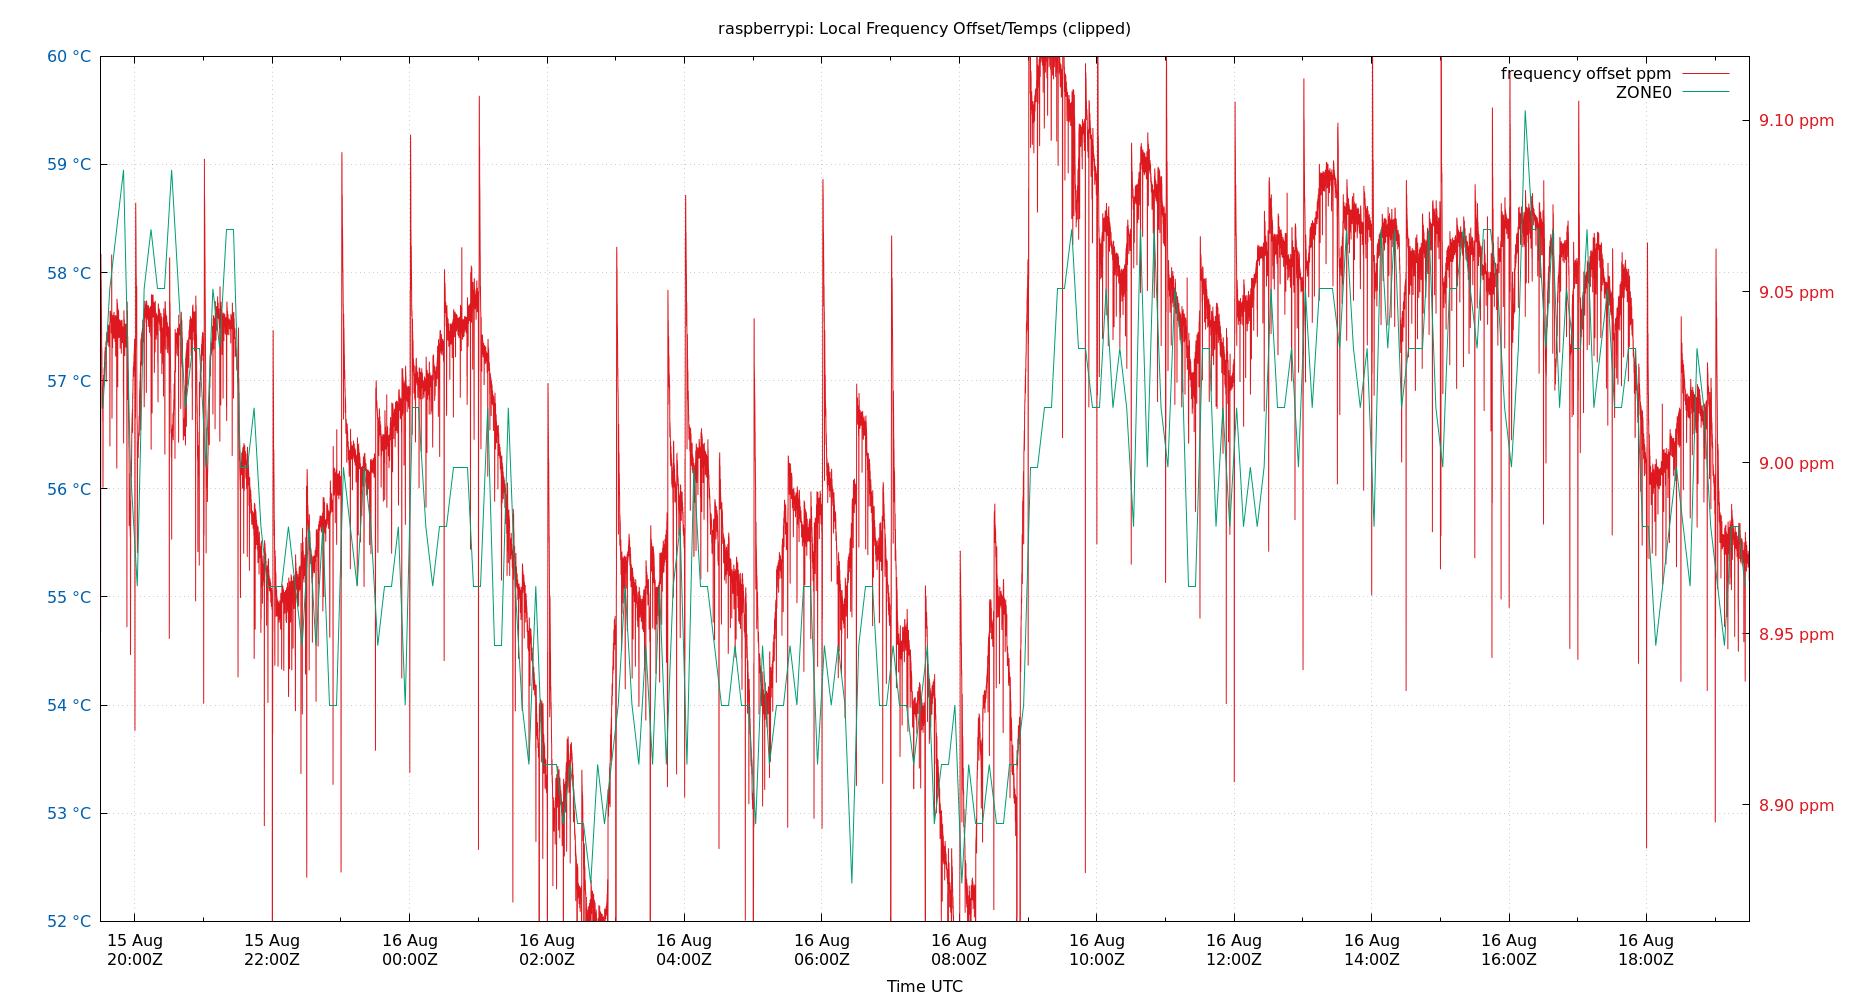 raspberrypi: Local Frequency Offset/Temps (clipped)
60 °C
59 °C
58 °C
57 °C
56 °C
55 °C
54 °C
53 °C
52 °C
frequency offset ppm
ZONE0
9.10 ppm
9.05 ppm
9.00 ppm
8.95 ppm
8.90 ppm
15 Aug
20:00Z
15 Aug
22:00Z
16 Aug
00:00Z
16 Aug
02:00Z
16 Aug
04:00Z
16 Aug
06:00Z
16 Aug
08:00Z
16 Aug
10:00Z
16 Aug
12:00Z
16 Aug
14:00Z
16 Aug
16:00Z
16 Aug
18:00Z
Time UTC